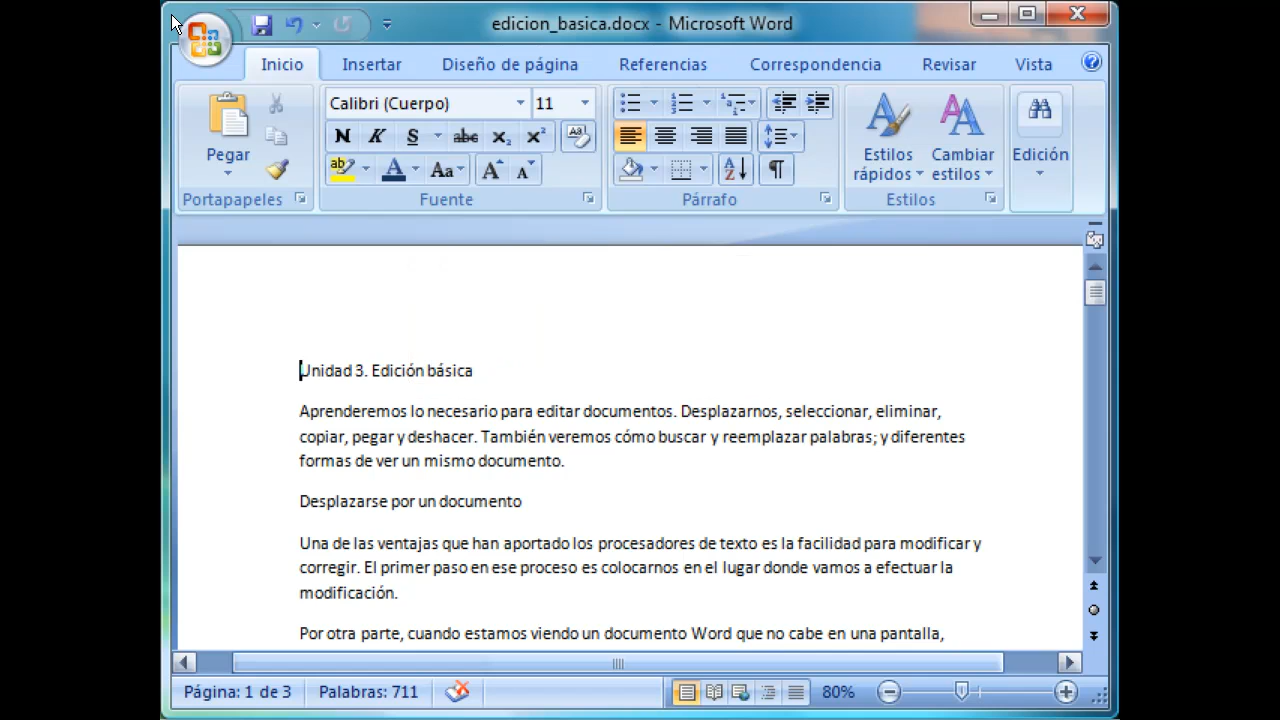 edicion_basica.docx - Microsoft Word
Inicio Insertar Diseño de página Referencias Correspondencia Revisar Vista
Calibri (Cuerpo) 11
N K S abc x₂ x² AB
Pegar
ab A Aa A A
A Z ¶
Estilos rápidos
Cambiar estilos
Edición
Portapapeles Fuente Párrafo Estilos
Unidad 3. Edición básica
Aprenderemos lo necesario para editar documentos. Desplazarnos, seleccionar, eliminar,
copiar, pegar y deshacer. También veremos cómo buscar y reemplazar palabras; y diferentes
formas de ver un mismo documento.
Desplazarse por un documento
Una de las ventajas que han aportado los procesadores de texto es la facilidad para modificar y
corregir. El primer paso en ese proceso es colocarnos en el lugar donde vamos a efectuar la
modificación.
Por otra parte, cuando estamos viendo un documento Word que no cabe en una pantalla,
Página: 1 de 3 Palabras: 711 80%